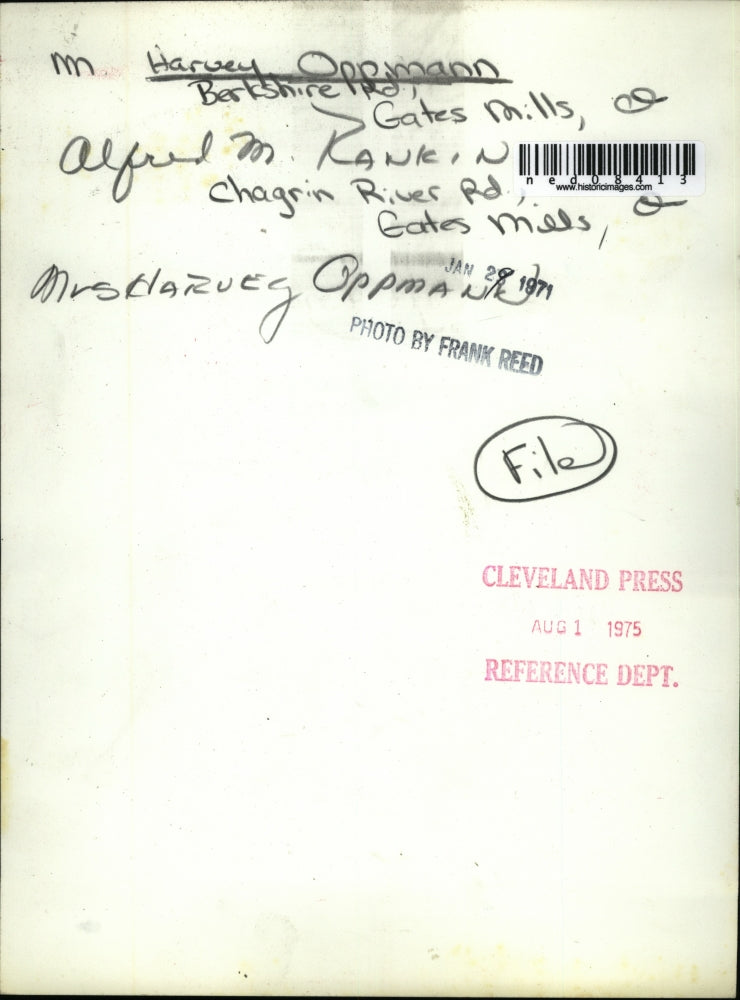 M Harvey Oppmann
Berkshire Rd,
Gates Mills, O
Alfred M. RANKIN
Chagrin River Rd,
Gates Mills, O
ned08413
www.historicimages.com
Mrs HARVEY OPPMANN
JAN 29 1971
PHOTO BY FRANK REED
File
CLEVELAND PRESS
AUG 1 1975
REFERENCE DEPT.